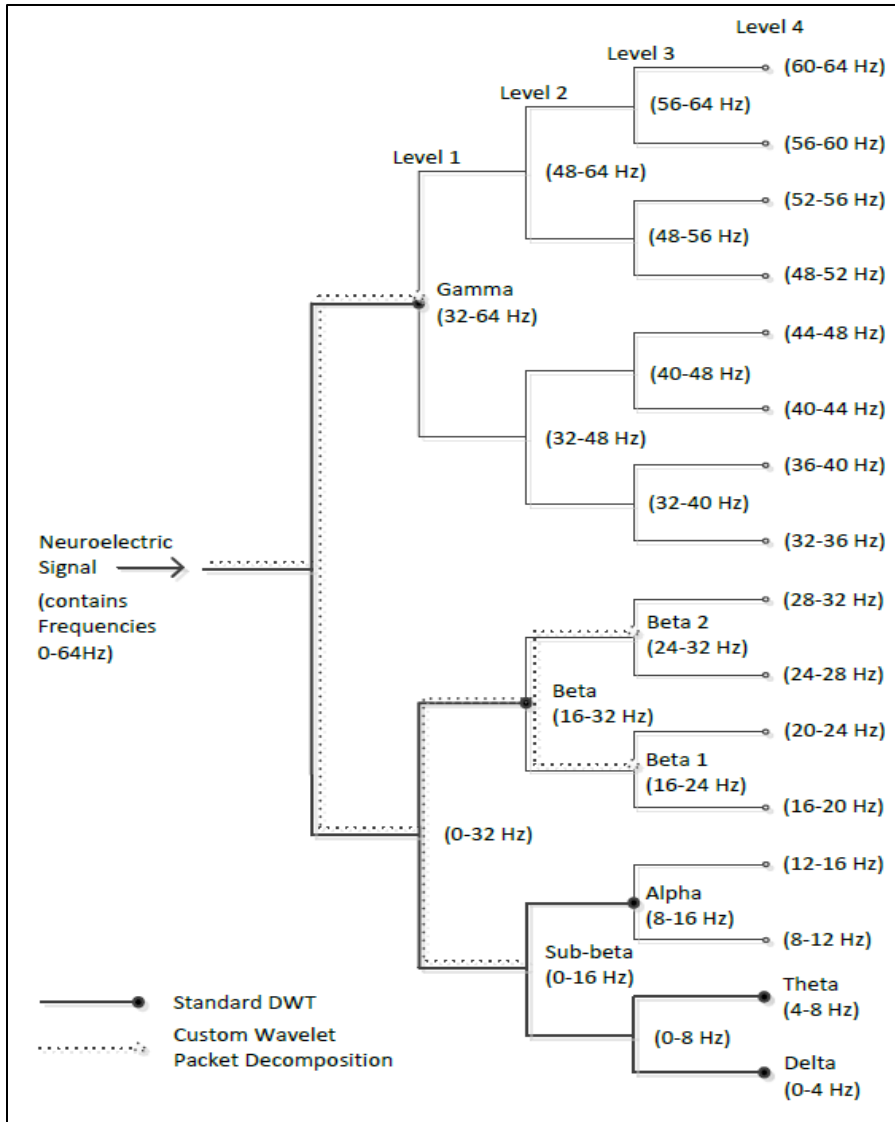 Level 4
Level 3
(60-64 Hz)
Level 2
(56-64 Hz)
Level 1
(56-60 Hz)
(48-64 Hz)
(52-56 Hz)
(48-56 Hz)
(48-52 Hz)
Gamma
(32-64 Hz)
(44-48 Hz)
(40-48 Hz)
(40-44 Hz)
(32-48 Hz)
(36-40 Hz)
(32-40 Hz)
(32-36 Hz)
Neuroelectric
Signal
(contains
Frequencies
0-64Hz)
(28-32 Hz)
Beta 2
(24-32 Hz)
(24-28 Hz)
Beta
(16-32 Hz)
(20-24 Hz)
Beta 1
(16-24 Hz)
(16-20 Hz)
(0-32 Hz)
(12-16 Hz)
Alpha
(8-16 Hz)
(8-12 Hz)
Sub-beta
(0-16 Hz)
Theta
(4-8 Hz)
(0-8 Hz)
Delta
(0-4 Hz)
Standard DWT
Custom Wavelet
Packet Decomposition